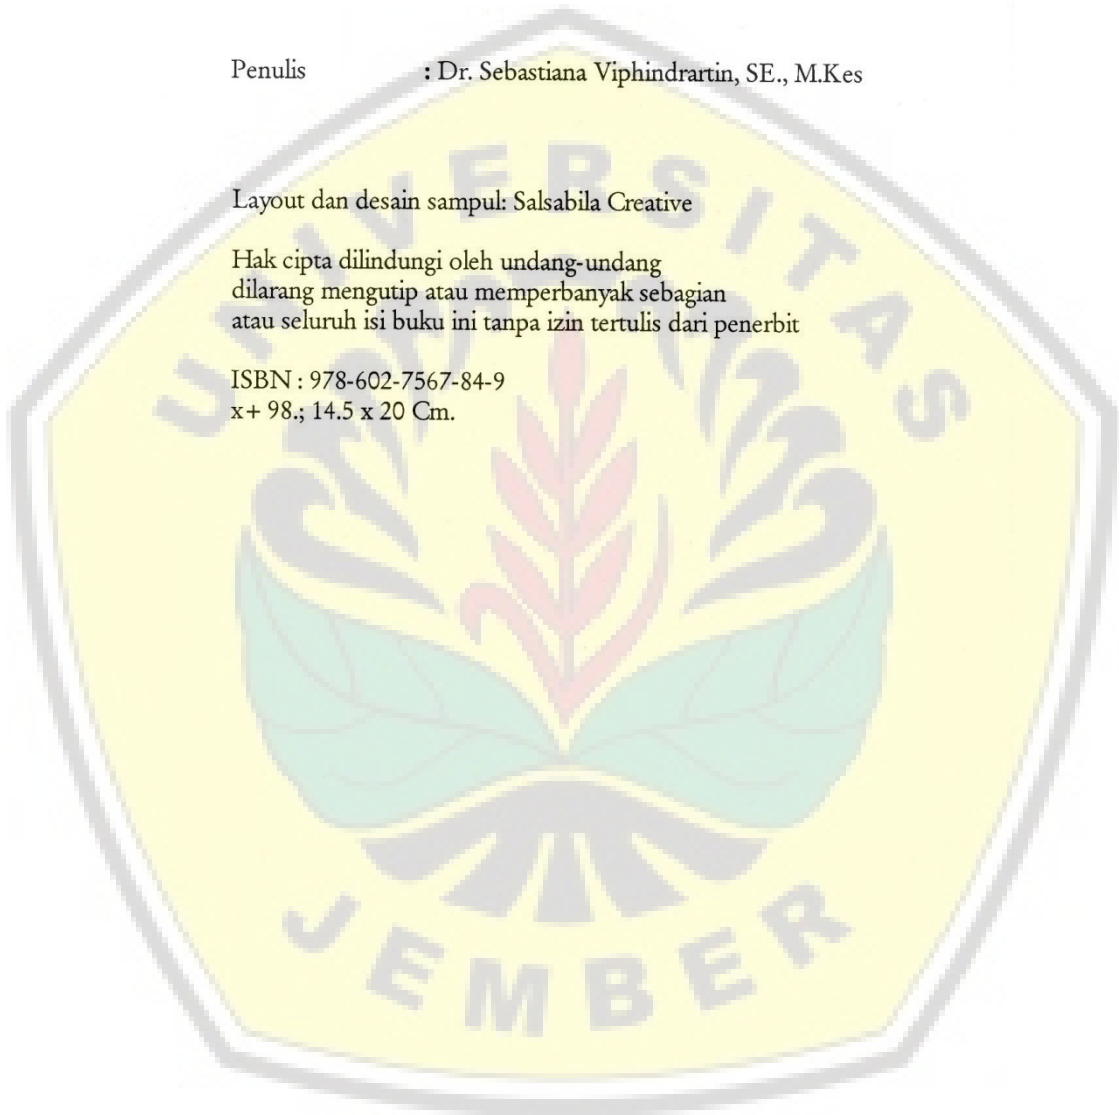 Penulis : Dr. Sebastiana Viphindrartin, SE., M.Kes
UNIVERSITAS
Layout dan desain sampul: Salsabila Creative
Hak cipta dilindungi oleh undang-undang
dilarang mengutip atau memperbanyak sebagian
atau seluruh isi buku ini tanpa izin tertulis dari penerbit
ISBN : 978-602-7567-84-9
x+ 98.; 14.5 x 20 Cm.
JEMBER